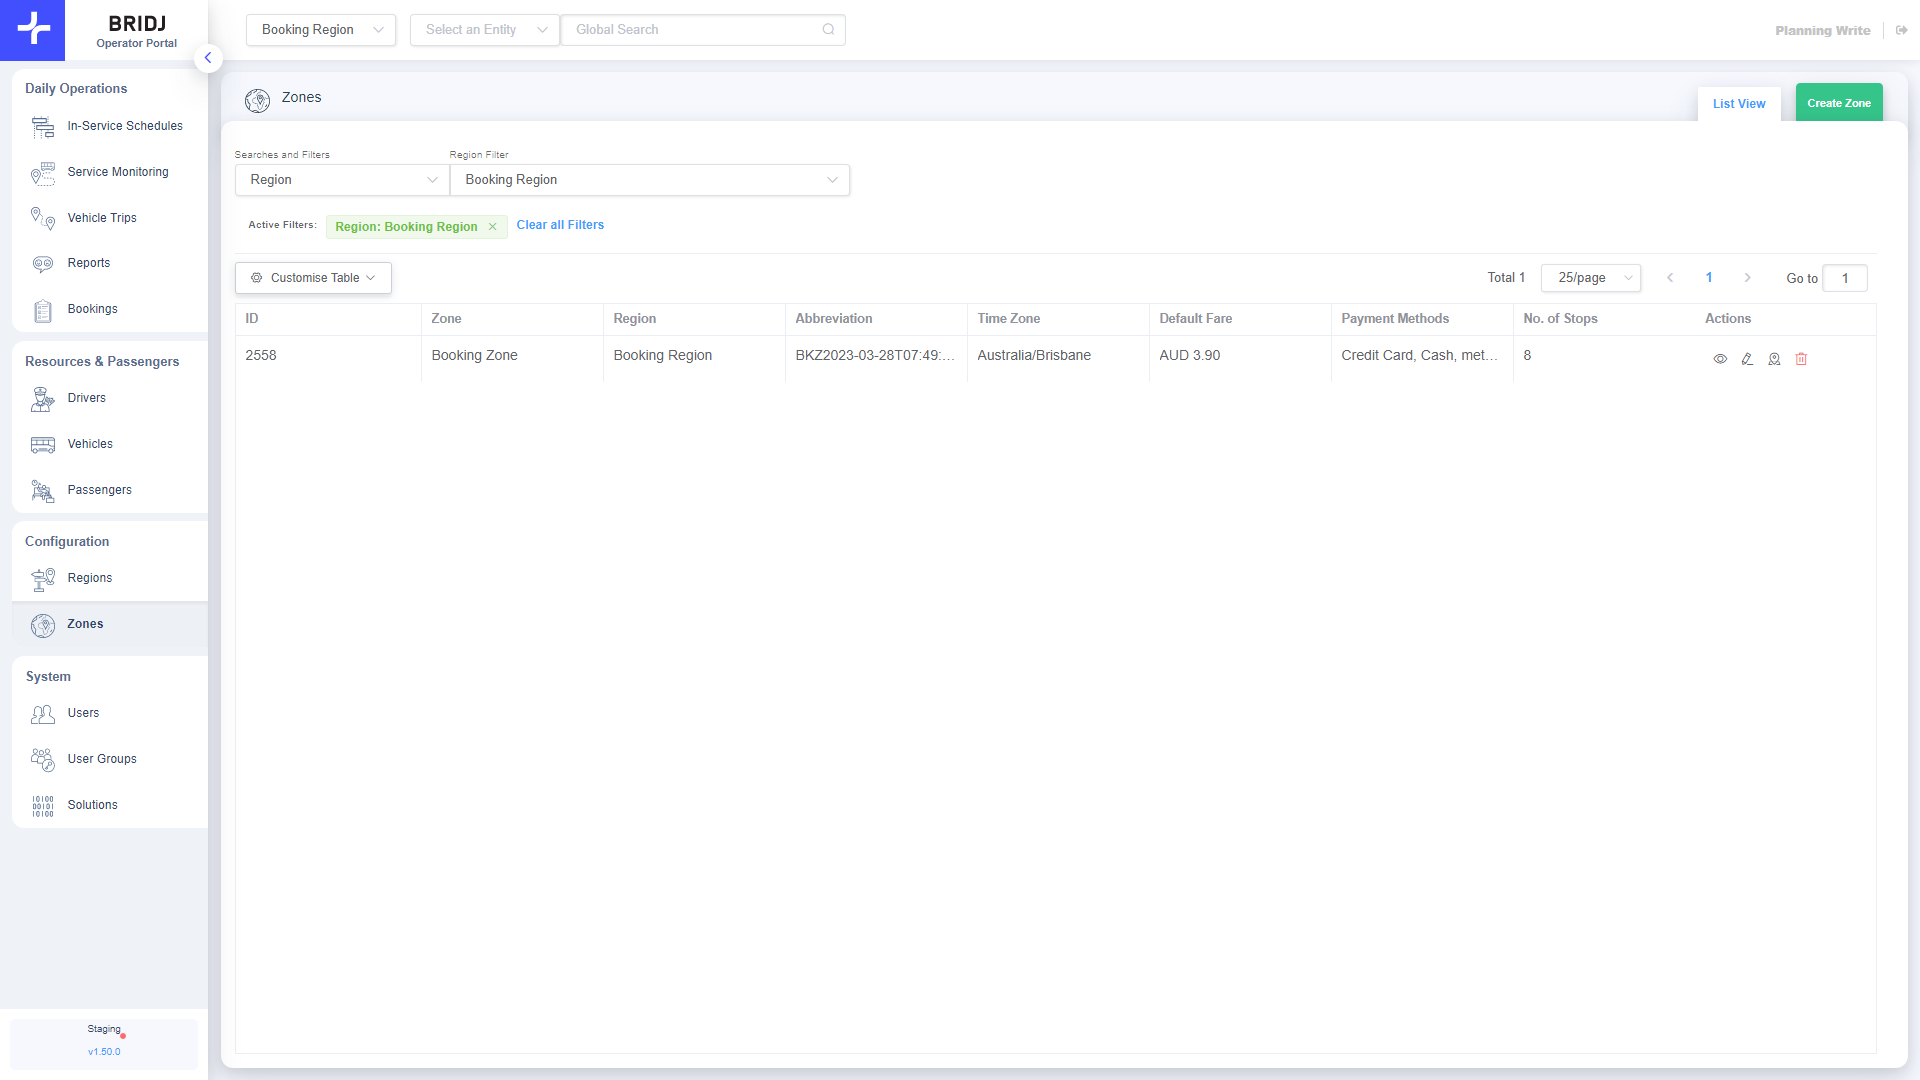 BRIDJ
Operator Portal
Booking Region
Select an Entity
Global Search
Planning Write
Daily Operations
In-Service Schedules
Service Monitoring
Vehicle Trips
Reports
Bookings
Resources & Passengers
Drivers
Vehicles
Passengers
Configuration
Regions
Zones
System
Users
User Groups
10100
00101
10100
Solutions
Staging
v1.50.0
Zones
List View
Create Zone
Searches and Filters
Region Filter
Region
Booking Region
Active Filters:
Region: Booking Region
Clear all Filters
Customise Table
Total 1
25/page
1
Go to
1
ID
Zone
Region
Abbreviation
Time Zone
Default Fare
Payment Methods
No. of Stops
Actions
2558
Booking Zone
Booking Region
BKZ2023-03-28T07:49:...
Australia/Brisbane
AUD 3.90
Credit Card, Cash, met...
8